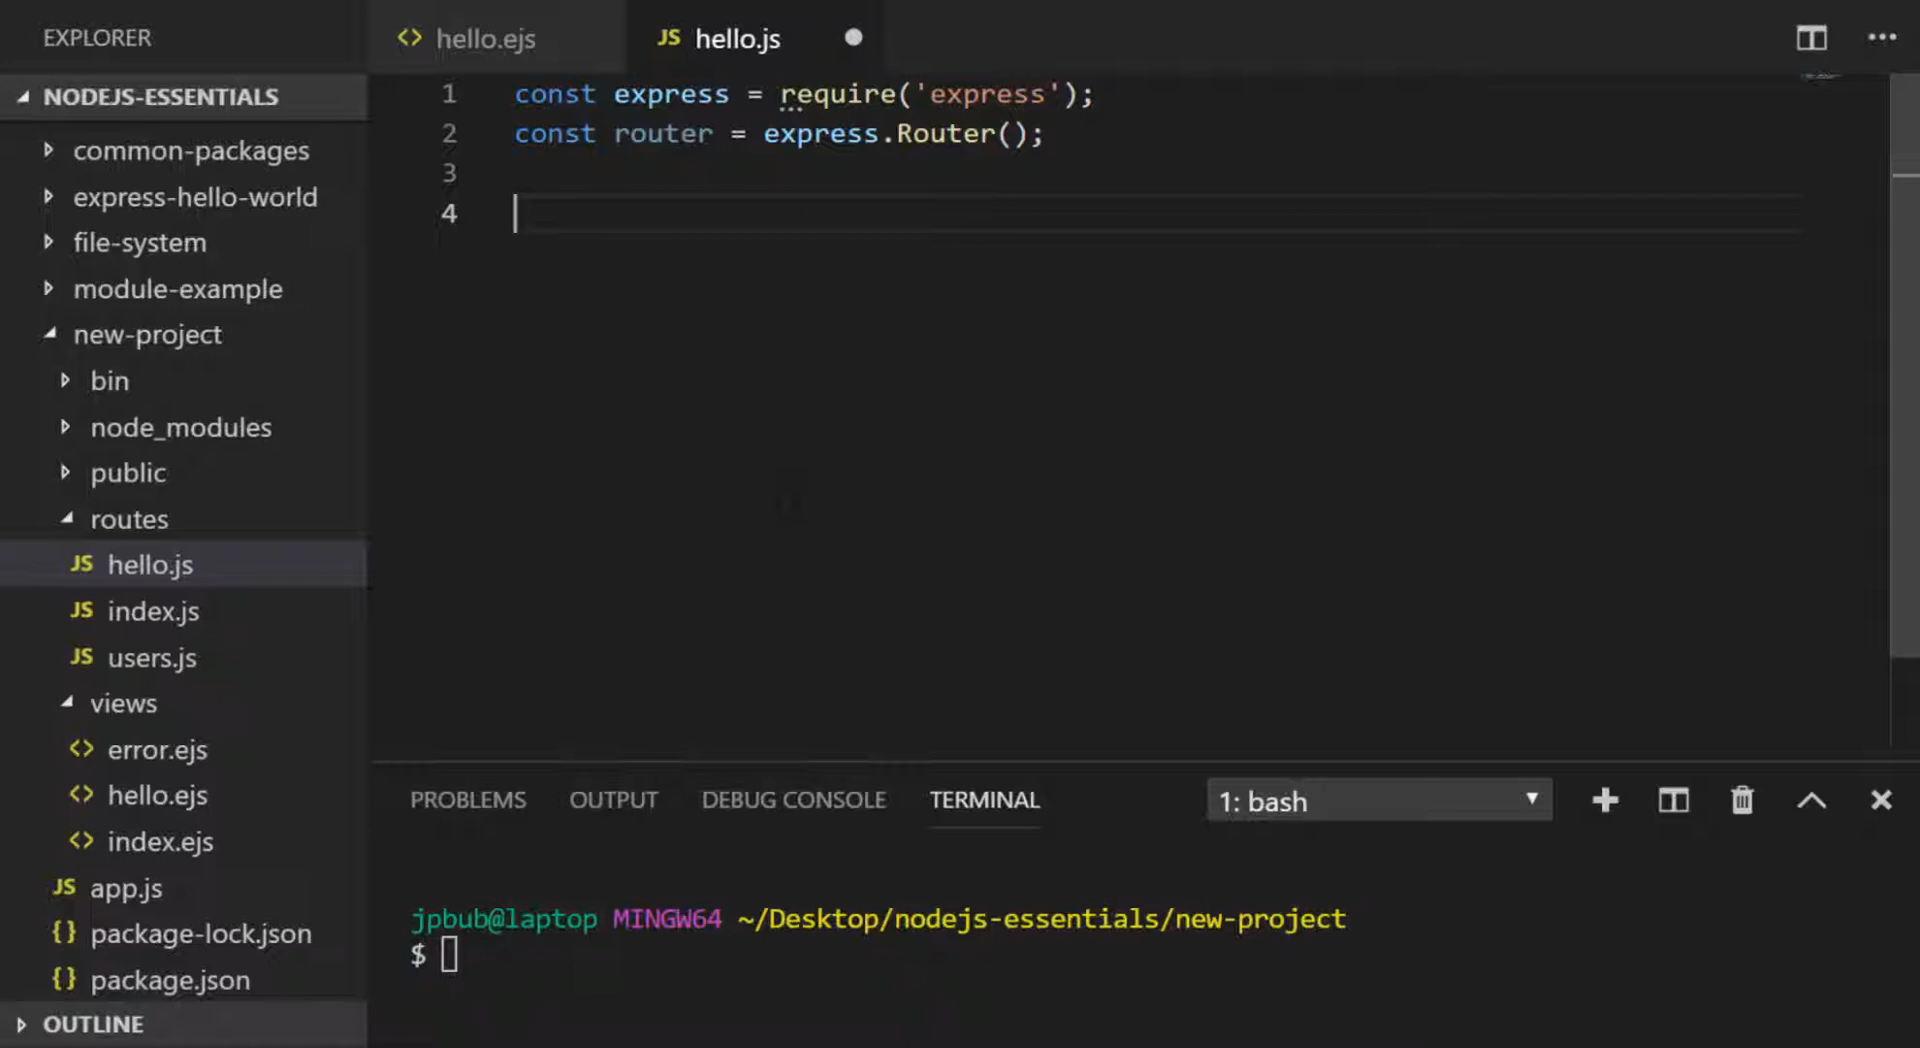 EXPLORER
NODEJS-ESSENTIALS
common-packages
express-hello-world
file-system
module-example
new-project
bin
node_modules
public
routes
JS hello.js
JS index.js
JS users.js
views
<> error.ejs
<> hello.ejs
<> index.ejs
JS app.js
{} package-lock.json
{} package.json
OUTLINE
<> hello.ejs
JS hello.js
1 const express = require('express');
2 const router = express.Router();
3
4
PROBLEMS OUTPUT DEBUG CONSOLE TERMINAL 1: bash
jpbub@laptop MINGW64 ~/Desktop/nodejs-essentials/new-project
$